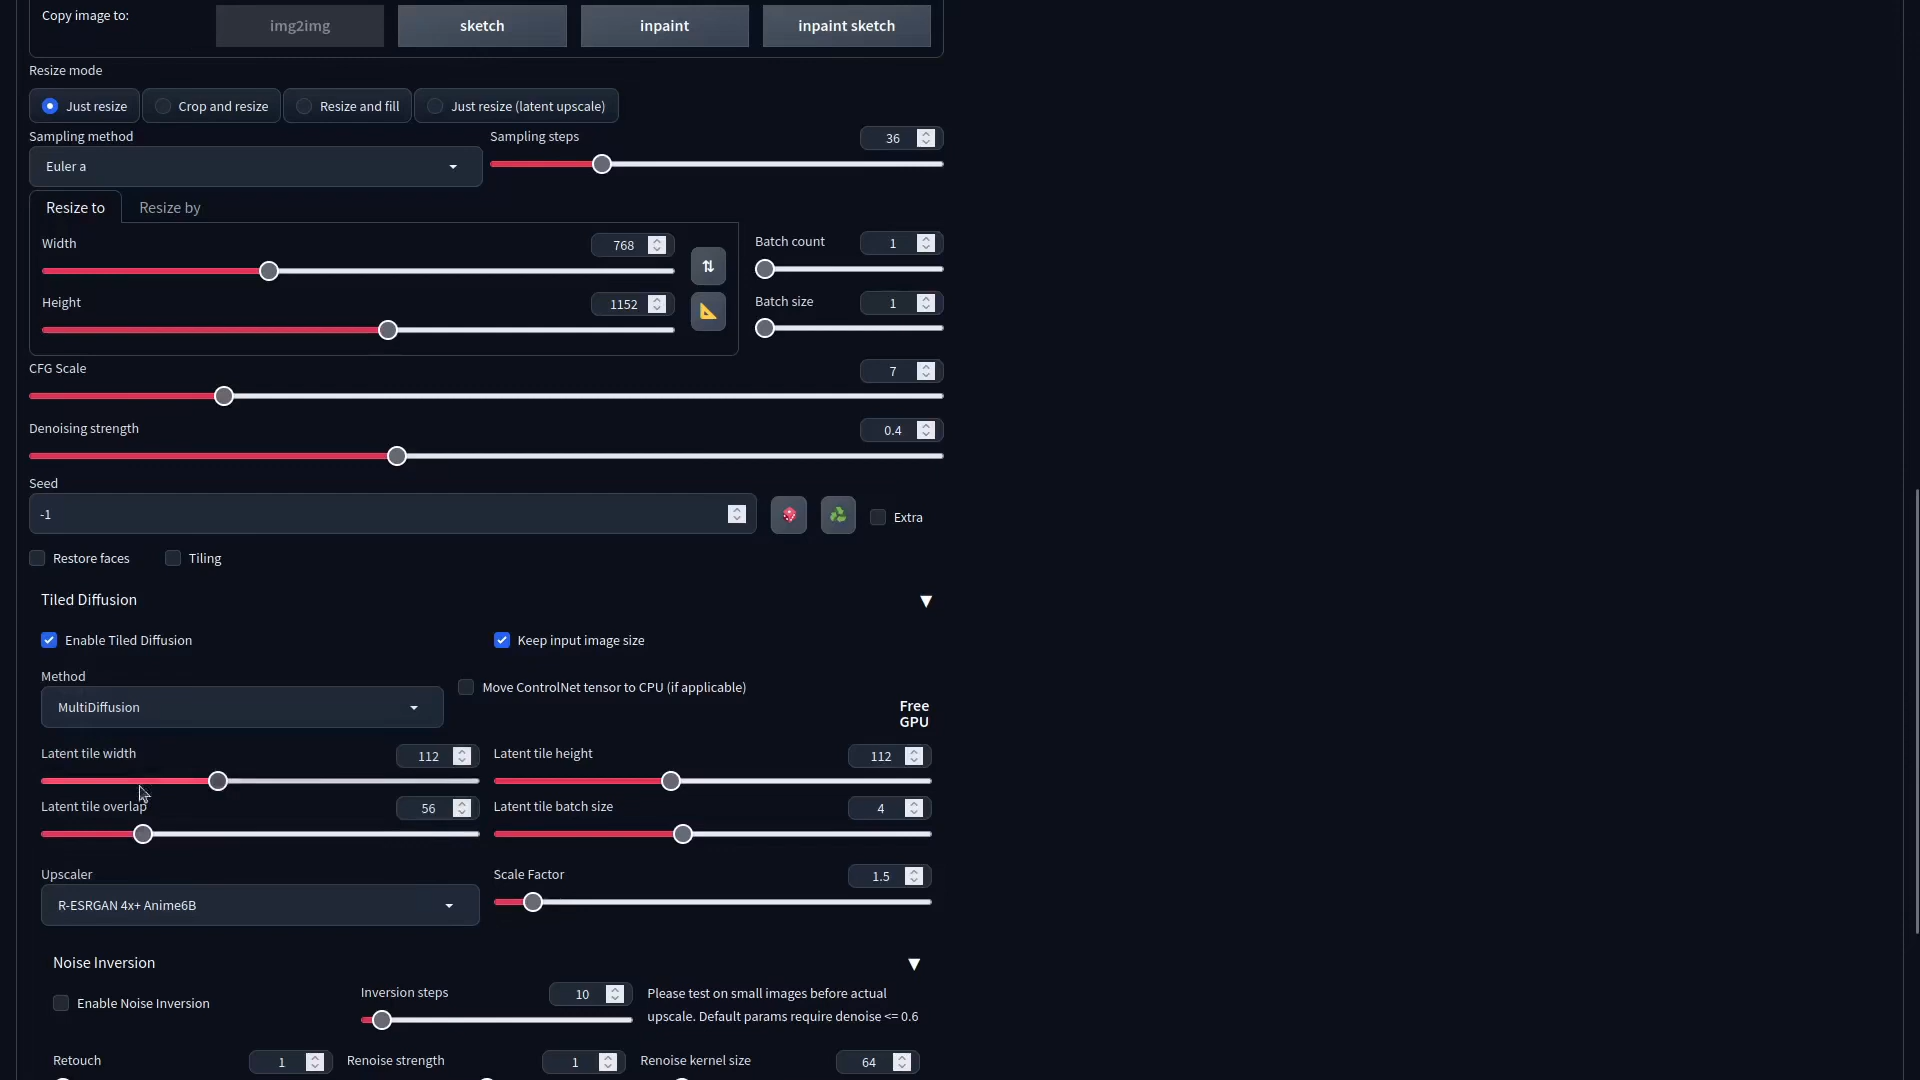 Copy image to:
img2img
sketch
inpaint
inpaint sketch
Resize mode
Just resize
Crop and resize
Resize and fill
Just resize (latent upscale)
Sampling method
Sampling steps
36
Euler a
Resize to
Resize by
Width
768
Batch count
1
Height
1152
Batch size
1
CFG Scale
7
Denoising strength
0.4
Seed
-1
Extra
Restore faces
Tiling
Tiled Diffusion
Enable Tiled Diffusion
Keep input image size
Method
MultiDiffusion
Move ControlNet tensor to CPU (if applicable)
Free
GPU
Latent tile width
112
Latent tile height
112
Latent tile overlap
56
Latent tile batch size
4
Upscaler
R-ESRGAN 4x+ Anime6B
Scale Factor
1.5
Noise Inversion
Enable Noise Inversion
Inversion steps
10
Please test on small images before actual
upscale. Default params require denoise <= 0.6
Retouch
1
Renoise strength
1
Renoise kernel size
64